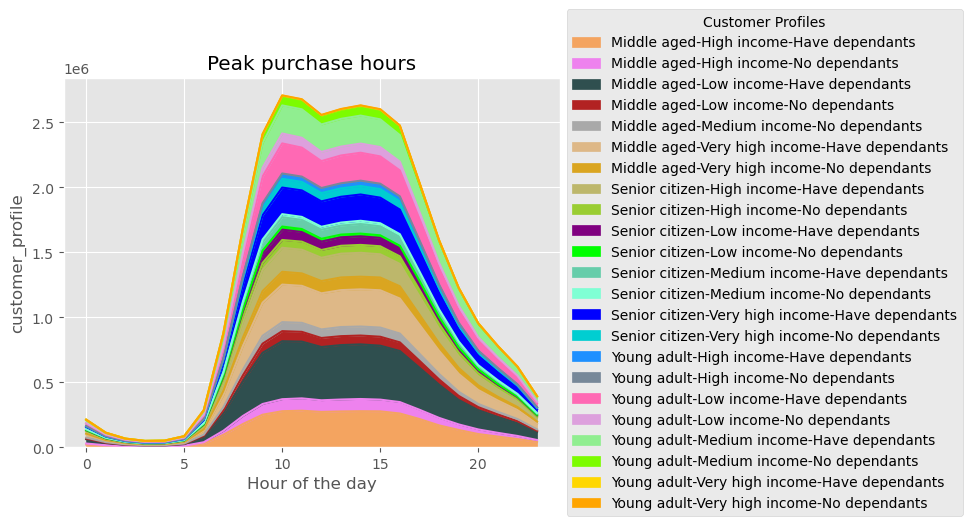 Peak purchase hours
1e6
customer_profile
2.5
2.0
1.5
1.0
0.5
0.0
0 5 10 15 20
Hour of the day
Customer Profiles
Middle aged-High income-Have dependants
Middle aged-High income-No dependants
Middle aged-Low income-Have dependants
Middle aged-Low income-No dependants
Middle aged-Medium income-No dependants
Middle aged-Very high income-Have dependants
Middle aged-Very high income-No dependants
Senior citizen-High income-Have dependants
Senior citizen-High income-No dependants
Senior citizen-Low income-Have dependants
Senior citizen-Low income-No dependants
Senior citizen-Medium income-Have dependants
Senior citizen-Medium income-No dependants
Senior citizen-Very high income-Have dependants
Senior citizen-Very high income-No dependants
Young adult-High income-Have dependants
Young adult-High income-No dependants
Young adult-Low income-Have dependants
Young adult-Low income-No dependants
Young adult-Medium income-Have dependants
Young adult-Medium income-No dependants
Young adult-Very high income-Have dependants
Young adult-Very high income-No dependants